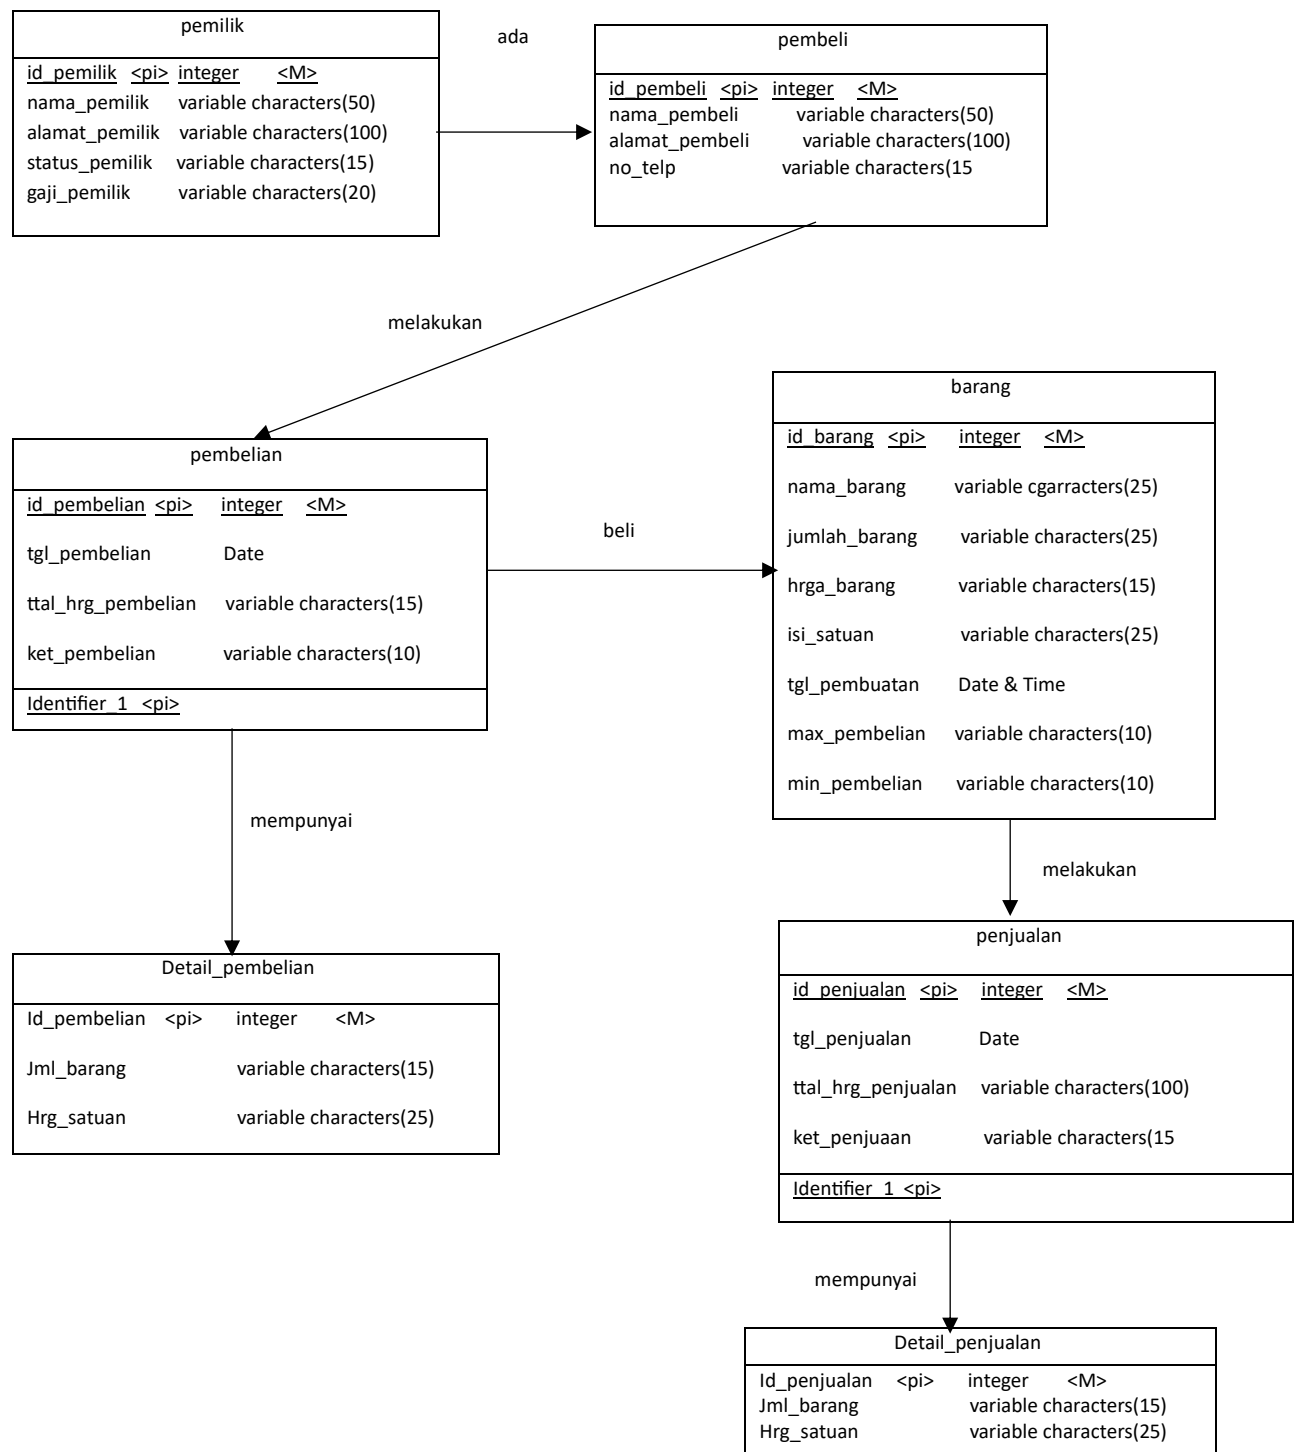 pemilik
id_pemilik <pi> integer <M>
nama_pemilik variable characters(50)
alamat_pemilik variable characters(100)
status_pemilik variable characters(15)
gaji_pemilik variable characters(20)
ada
pembeli
id_pembeli <pi> integer <M>
nama_pembeli variable characters(50)
alamat_pembeli variable characters(100)
no_telp variable characters(15
melakukan
pembelian
id_pembelian <pi> integer <M>
tgl_pembelian Date
ttal_hrg_pembelian variable characters(15)
ket_pembelian variable characters(10)
Identifier_1 <pi>
beli
barang
id_barang <pi> integer <M>
nama_barang variable cgarracters(25)
jumlah_barang variable characters(25)
hrga_barang variable characters(15)
isi_satuan variable characters(25)
tgl_pembuatan Date & Time
max_pembelian variable characters(10)
min_pembelian variable characters(10)
mempunyai
melakukan
Detail_pembelian
Id_pembelian <pi> integer <M>
Jml_barang variable characters(15)
Hrg_satuan variable characters(25)
penjualan
id_penjualan <pi> integer <M>
tgl_penjualan Date
ttal_hrg_penjualan variable characters(100)
ket_penjuaan variable characters(15
Identifier_1 <pi>
mempunyai
Detail_penjualan
Id_penjualan <pi> integer <M>
Jml_barang variable characters(15)
Hrg_satuan variable characters(25)